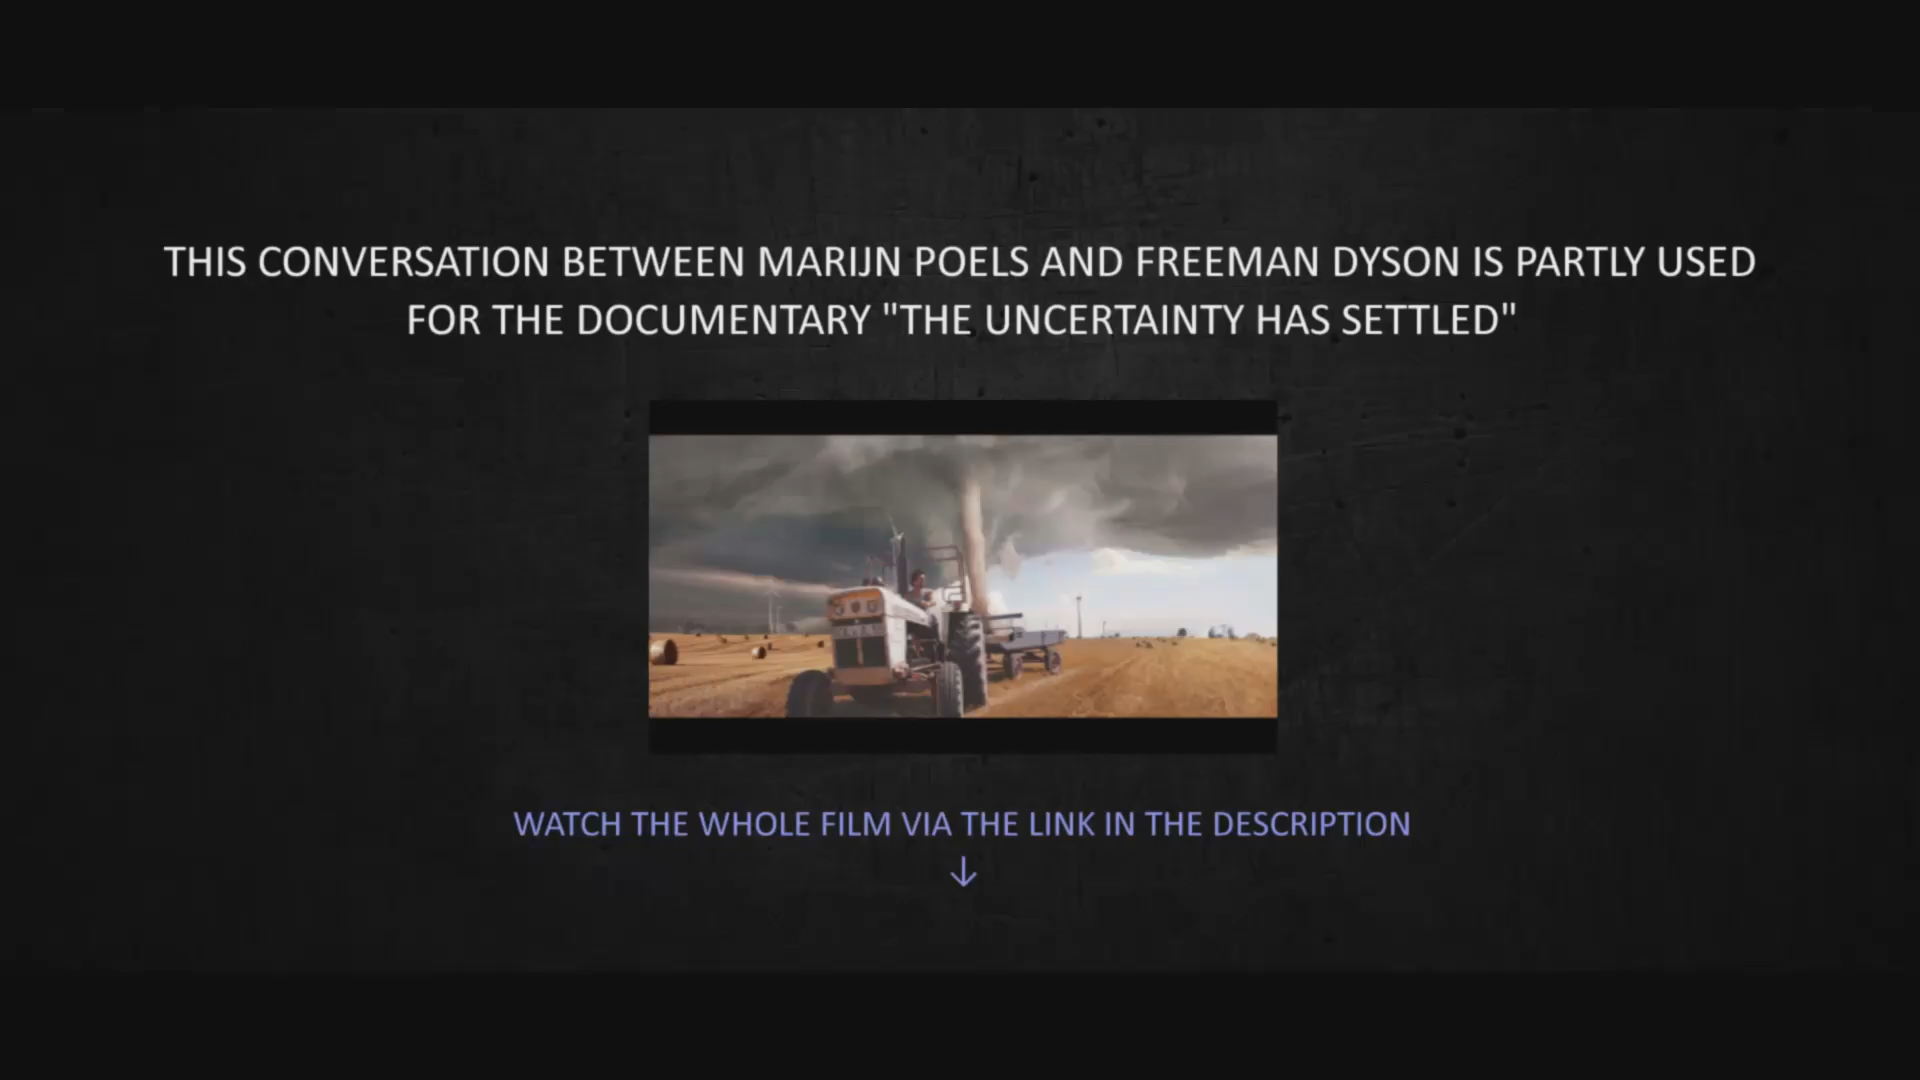 THIS CONVERSATION BETWEEN MARIJN POELS AND FREEMAN DYSON IS PARTLY USED
FOR THE DOCUMENTARY "THE UNCERTAINTY HAS SETTLED"
WATCH THE WHOLE FILM VIA THE LINK IN THE DESCRIPTION
↓